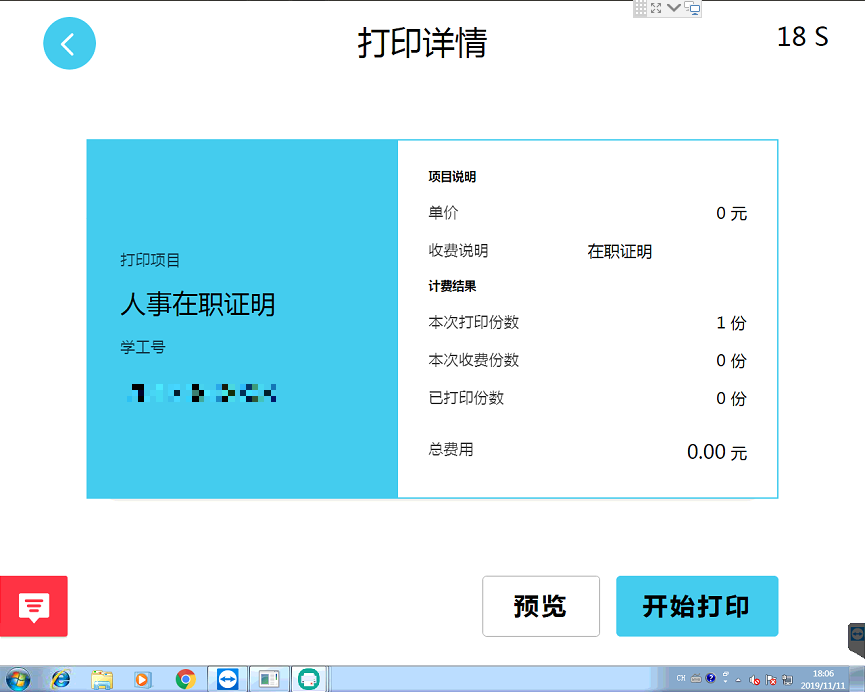 打印详情
18 S
打印项目
人事在职证明
学工号
项目说明
单价 0 元
收费说明 在职证明
计费结果
本次打印份数 1 份
本次收费份数 0 份
已打印份数 0 份
总费用 0.00 元
预览
开始打印
CH
18:06
2019/11/11